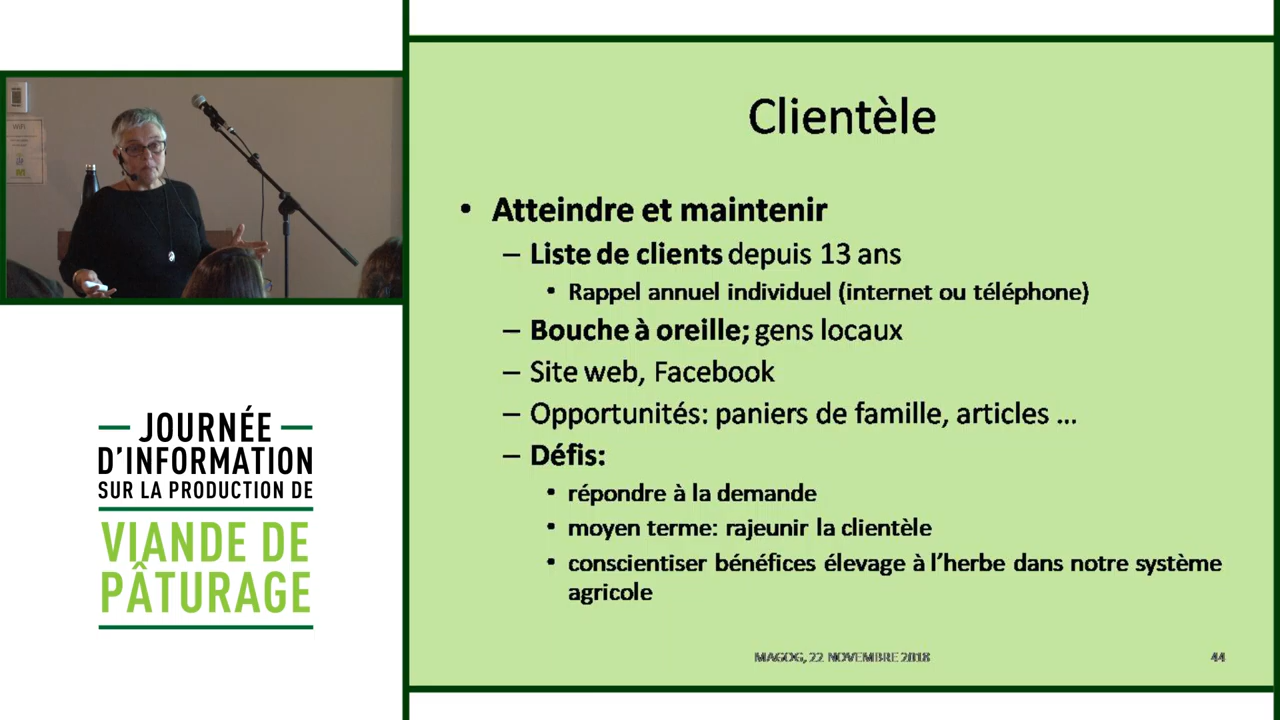 Clientèle
• Atteindre et maintenir
– Liste de clients depuis 13 ans
• Rappel annuel individuel (internet ou téléphone)
– Bouche à oreille; gens locaux
– Site web, Facebook
– Opportunités: paniers de famille, articles ...
– Défis:
• répondre à la demande
• moyen terme: rajeunir la clientèle
• conscientiser bénéfices élevage à l'herbe dans notre système
agricole
MAGOG, 22 NOVEMBRE 2018
44
WiFi
— JOURNÉE —
D'INFORMATION
SUR LA PRODUCTION DE
VIANDE DE
PÂTURAGE